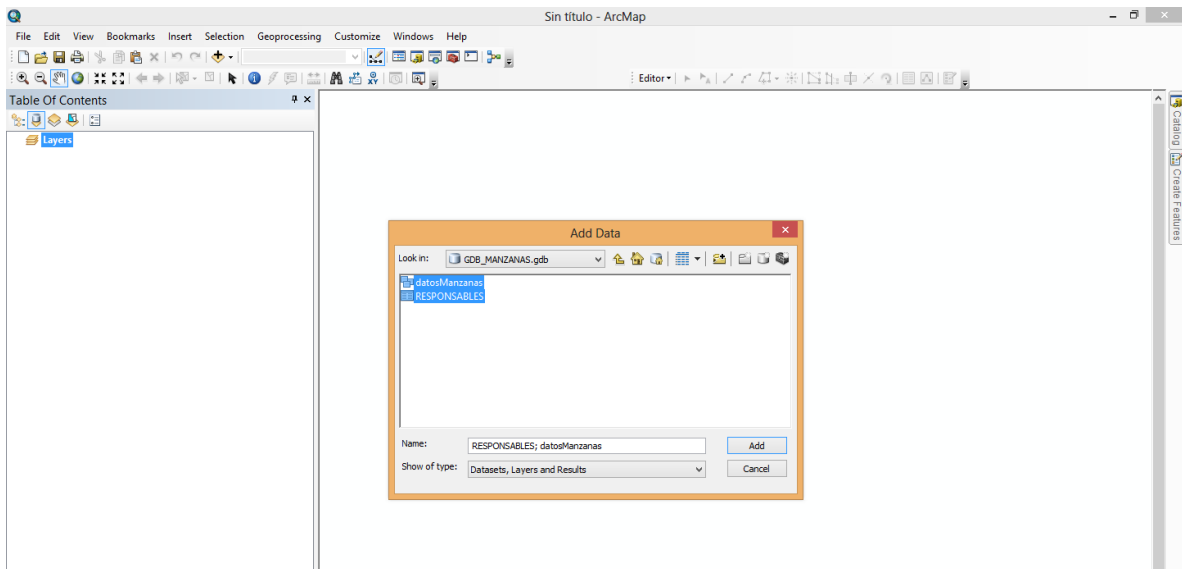 Sin título - ArcMap
File Edit View Bookmarks Insert Selection Geoprocessing Customize Windows Help
Editor
Table Of Contents
Layers
Catalog
Create Features
Add Data
Look in: GDB_MANZANAS.gdb
datosManzanas
RESPONSABLES
Name: RESPONSABLES; datosManzanas Add
Show of type: Datasets, Layers and Results Cancel